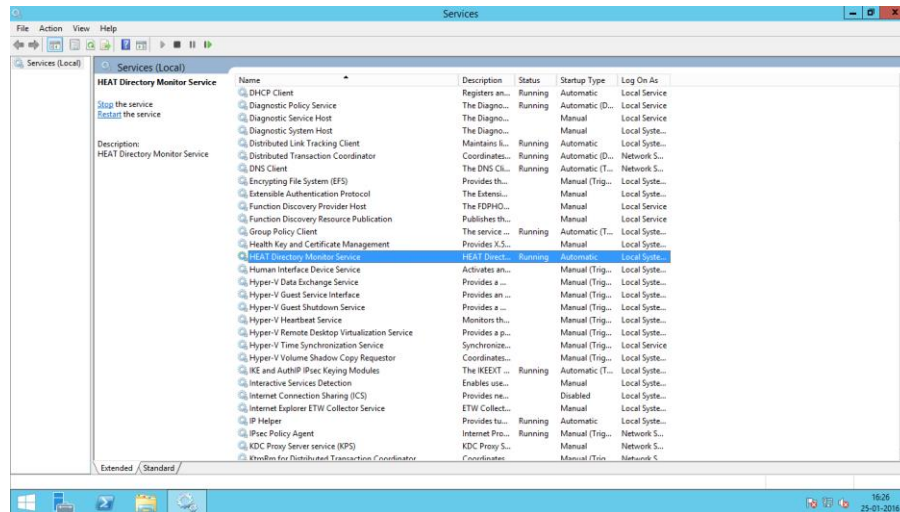 Services
File Action View Help
Services (Local)
Services (Local)
HEAT Directory Monitor Service
Stop the service
Restart the service
Description:
HEAT Directory Monitor Service
Name Description Status Startup Type Log On As
DHCP Client Registers an... Running Automatic Local Service
Diagnostic Policy Service The Diagno... Running Automatic (D... Local Service
Diagnostic Service Host The Diagno... Manual Local Service
Diagnostic System Host The Diagno... Manual Local Syste...
Distributed Link Tracking Client Maintains li... Running Automatic Local Syste...
Distributed Transaction Coordinator Coordinates... Running Automatic (D... Network S...
DNS Client The DNS Cli... Running Automatic (T... Network S...
Encrypting File System (EFS) Provides th... Manual (Trig... Local Syste...
Extensible Authentication Protocol The Extensi... Manual Local Syste...
Function Discovery Provider Host The FDPHO... Manual Local Service
Function Discovery Resource Publication Publishes th... Manual Local Service
Group Policy Client The service ... Running Automatic (T... Local Syste...
Health Key and Certificate Management Provides X.5... Manual Local Syste...
HEAT Directory Monitor Service HEAT Direct... Running Automatic Local Syste...
Human Interface Device Service Activates an... Manual (Trig... Local Syste...
Hyper-V Data Exchange Service Provides a ... Manual (Trig... Local Syste...
Hyper-V Guest Service Interface Provides an ... Manual (Trig... Local Syste...
Hyper-V Guest Shutdown Service Provides a ... Manual (Trig... Local Syste...
Hyper-V Heartbeat Service Monitors th... Manual (Trig... Local Syste...
Hyper-V Remote Desktop Virtualization Service Provides a p... Manual (Trig... Local Syste...
Hyper-V Time Synchronization Service Synchronize... Manual (Trig... Local Service
Hyper-V Volume Shadow Copy Requestor Coordinates... Manual (Trig... Local Syste...
IKE and AuthIP IPsec Keying Modules The IKEEXT ... Running Automatic (T... Local Syste...
Interactive Services Detection Enables use... Manual Local Syste...
Internet Connection Sharing (ICS) Provides ne... Disabled Local Syste...
Internet Explorer ETW Collector Service ETW Collect... Manual Local Syste...
IP Helper Provides tu... Running Automatic Local Syste...
IPsec Policy Agent Internet Pro... Running Manual (Trig... Network S...
KDC Proxy Server service (KPS) KDC Proxy S... Manual Network S...
KtmRm for Distributed Transaction Coordinator Coordinates... Manual (Trig... Network S...
Extended Standard
16:26
25-01-2016